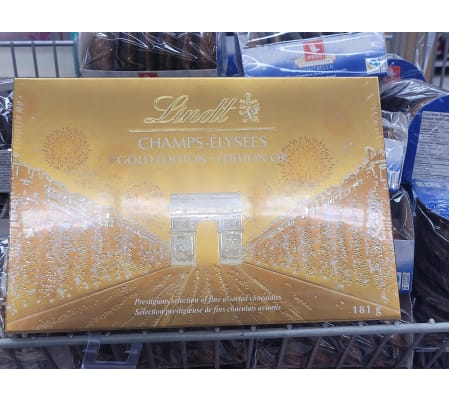 Lindt
CHAMPS-ÉLYSÉES
GOLD EDITION • ÉDITION OR
Prestigious selection of fine assorted chocolates
Sélection prestigieuse de fins chocolats assortis
181 g